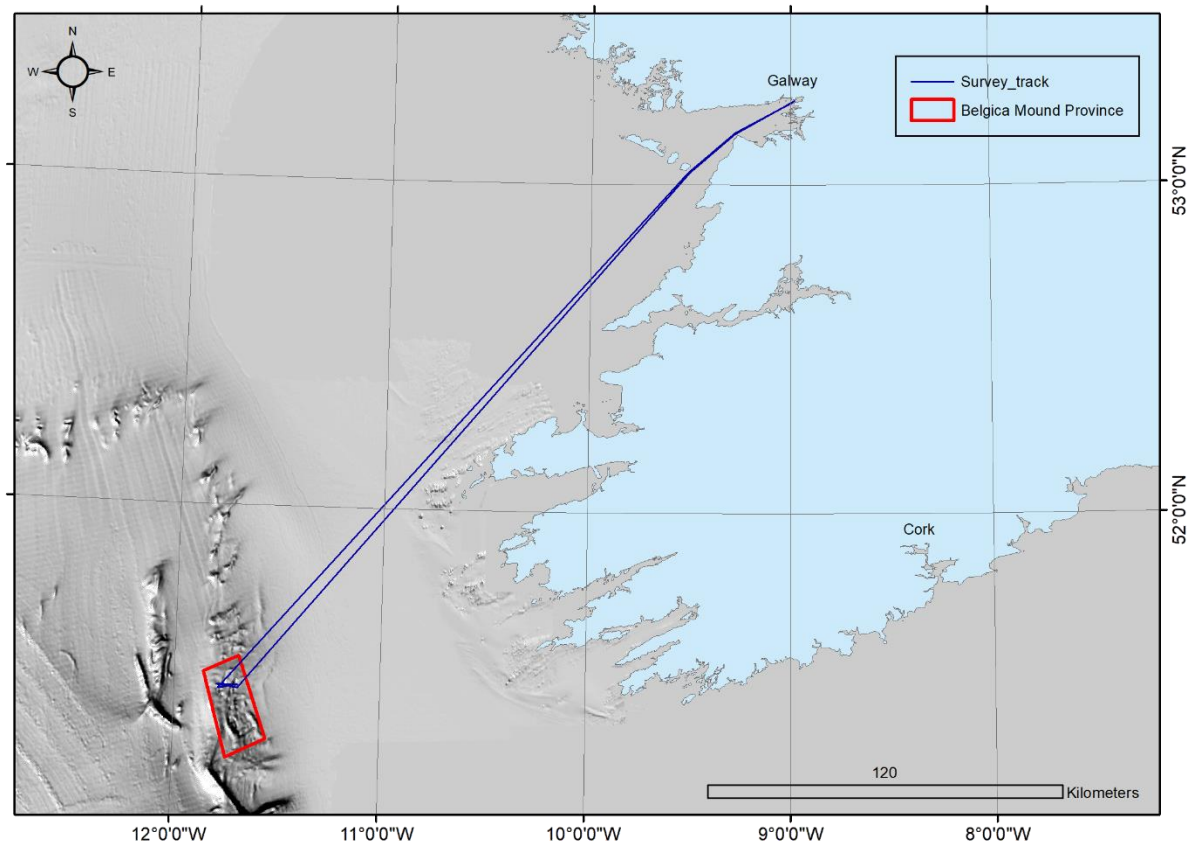 N
W E
S
Galway
Survey_track
Belgica Mound Province
53°0'0"N
52°0'0"N
Cork
120
Kilometers
12°0'0"W 11°0'0"W 10°0'0"W 9°0'0"W 8°0'0"W